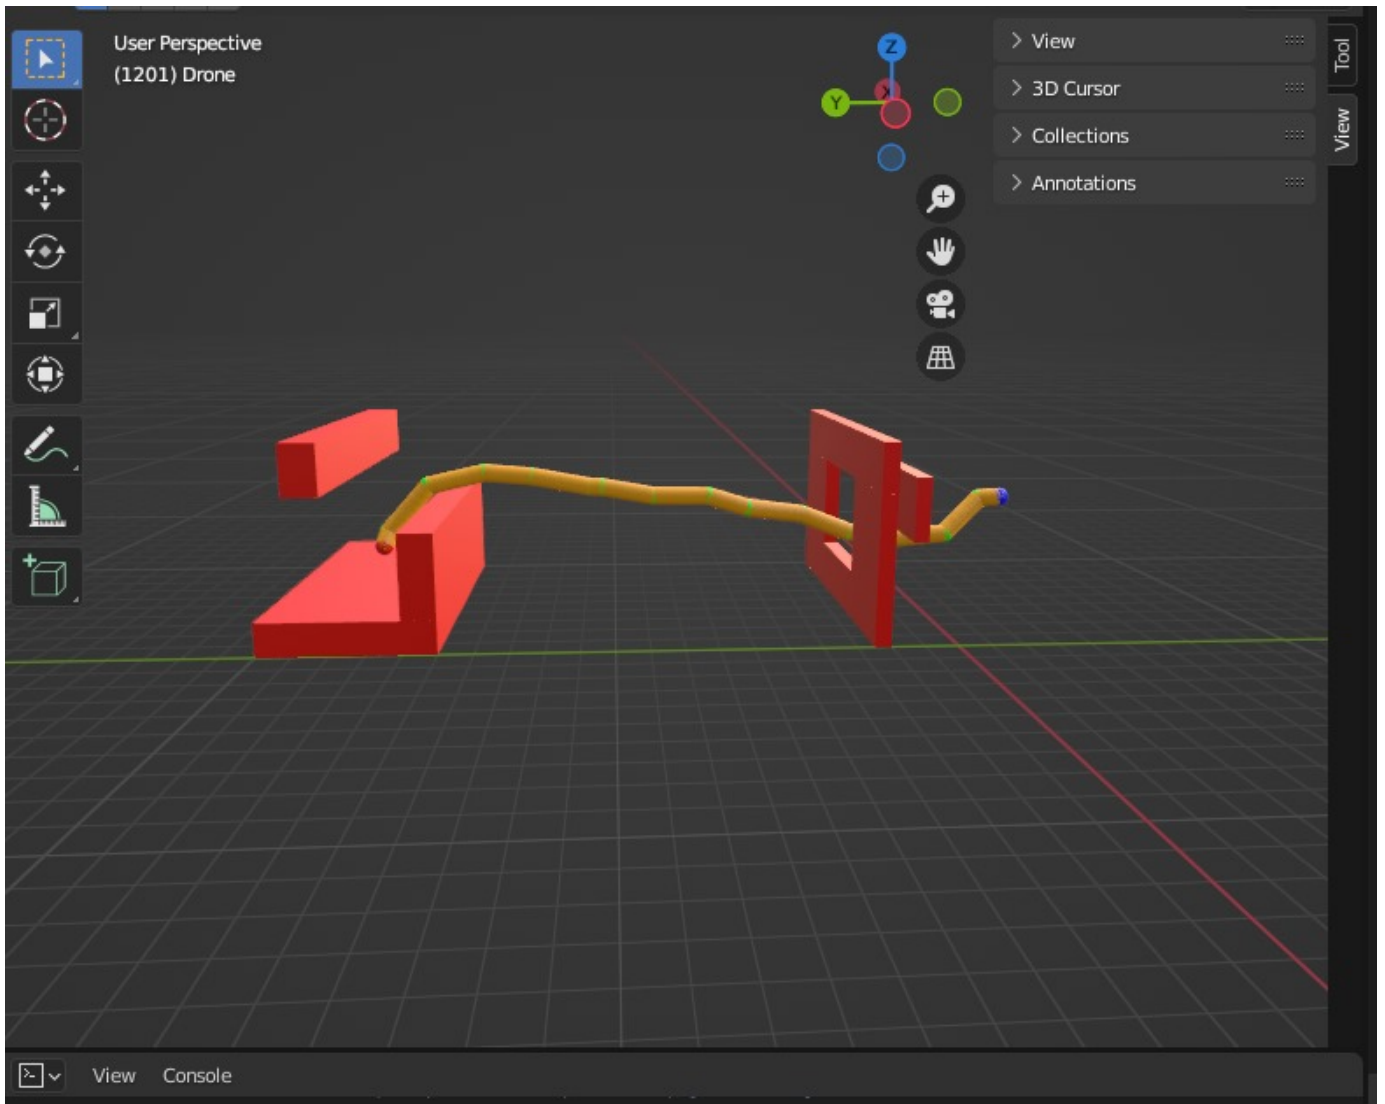 User Perspective
(1201) Drone
Z
Y
X
View
3D Cursor
Collections
Annotations
Tool
View
View Console